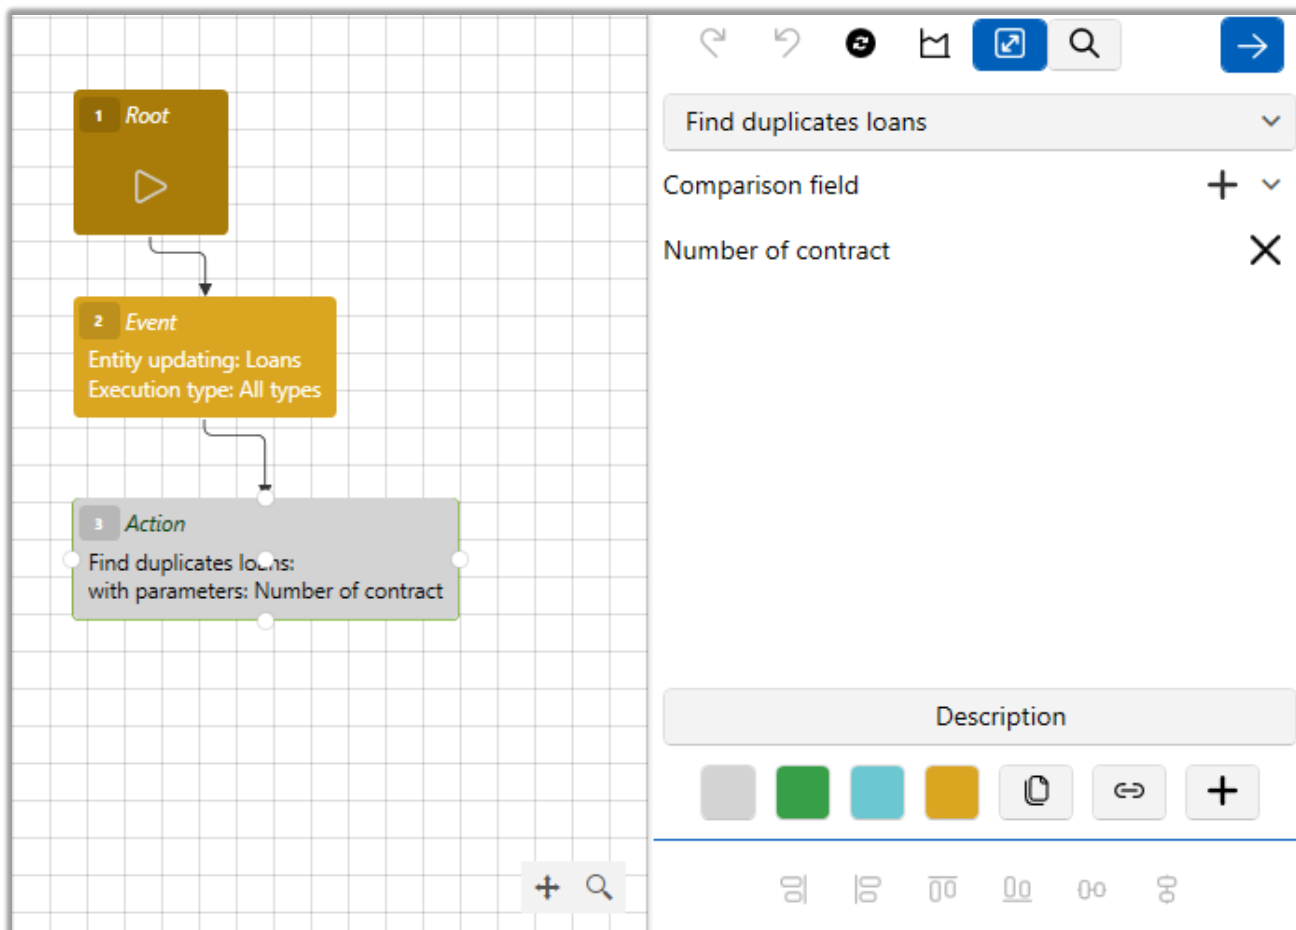 1 Root
2 Event
Entity updating: Loans
Execution type: All types
3 Action
Find duplicates loans:
with parameters: Number of contract
Find duplicates loans
Comparison field
Number of contract
Description